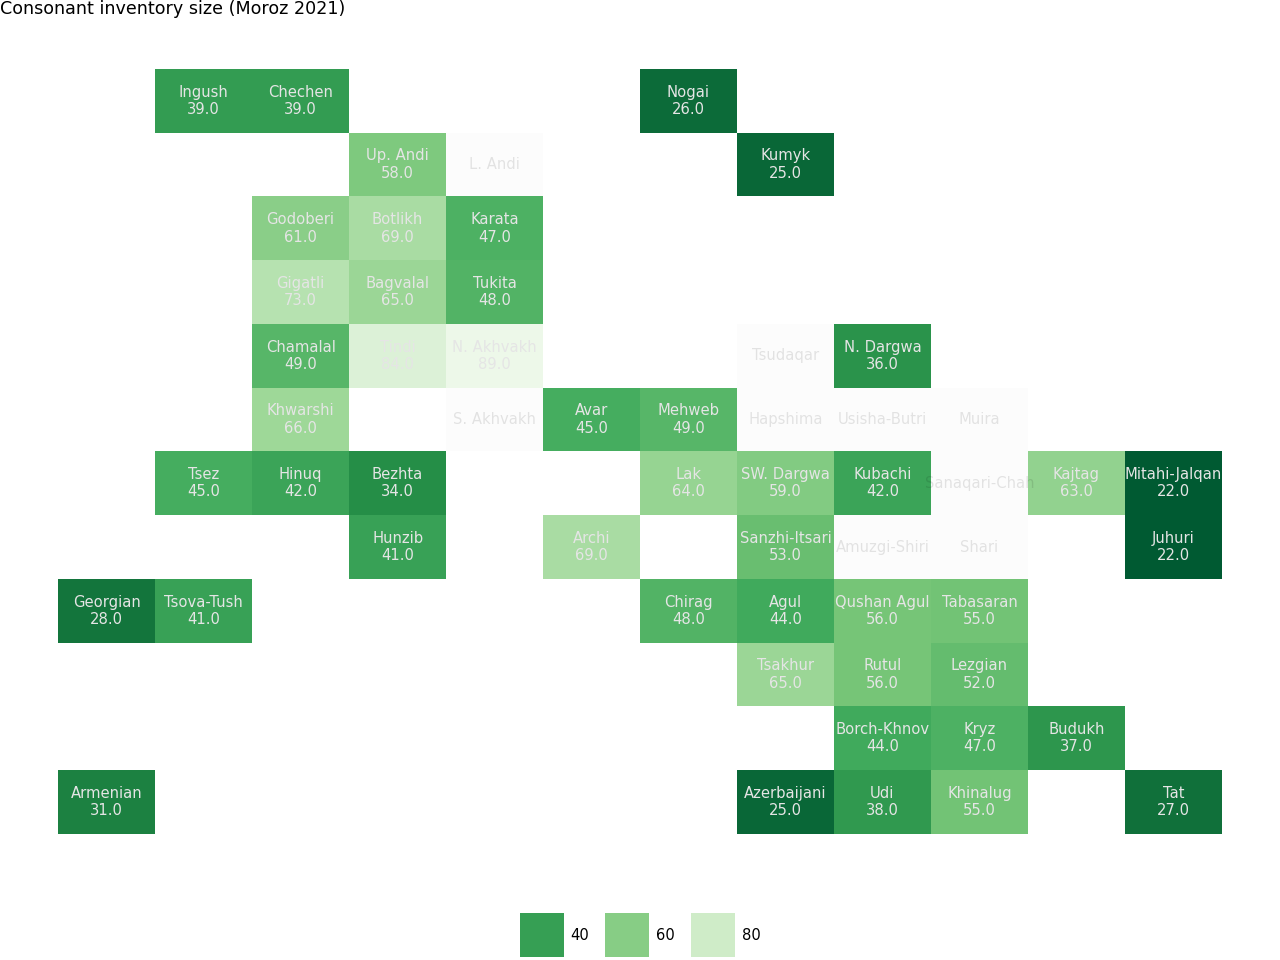 Consonant inventory size (Moroz 2021)
Ingush
39.0
Chechen
39.0
Nogai
26.0
Up. Andi
58.0
L. Andi
Kumyk
25.0
Godoberi
61.0
Botlikh
69.0
Karata
47.0
Gigatli
73.0
Bagvalal
65.0
Tukita
48.0
Chamalal
49.0
N. Akhvakh
89.0
Tsudaqar
N. Dargwa
36.0
Khwarshi
66.0
S. Akhvakh
Avar
45.0
Mehweb
49.0
Hapshima
Usisha-Butri
Muira
Tsez
45.0
Hinuq
42.0
Bezhta
34.0
Lak
64.0
SW. Dargwa
59.0
Kubachi
42.0
Sanaqari-Chah
Kajtag
63.0
Mitahi-Jalqan
22.0
Hunzib
41.0
Archi
69.0
Sanzhi-Itsari
53.0
Amuzgi-Shiri
Shari
Juhuri
22.0
Georgian
28.0
Tsova-Tush
41.0
Chirag
48.0
Agul
44.0
Qushan Agul
56.0
Tabasaran
55.0
Tsakhur
65.0
Rutul
56.0
Lezgian
52.0
Borch-Khnov
44.0
Kryz
47.0
Budukh
37.0
Armenian
31.0
Azerbaijani
25.0
Udi
38.0
Khinalug
55.0
Tat
27.0
40
60
80